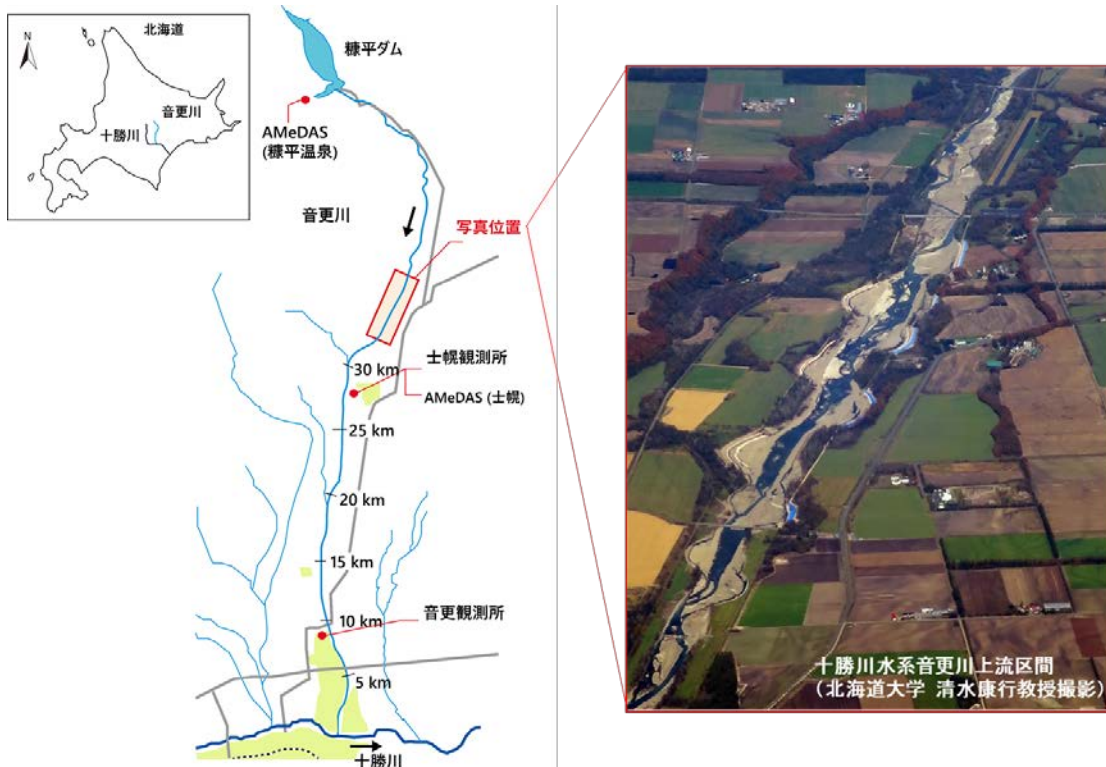 北海道
N
音更川
十勝川
糠平ダム
AMeDAS
(糠平温泉)
音更川
写真位置
士幌観測所
30 km
AMeDAS (士幌)
25 km
20 km
15 km
10 km
音更観測所
5 km
十勝川
十勝川水系音更川上流区間
(北海道大学 清水康行教授撮影)